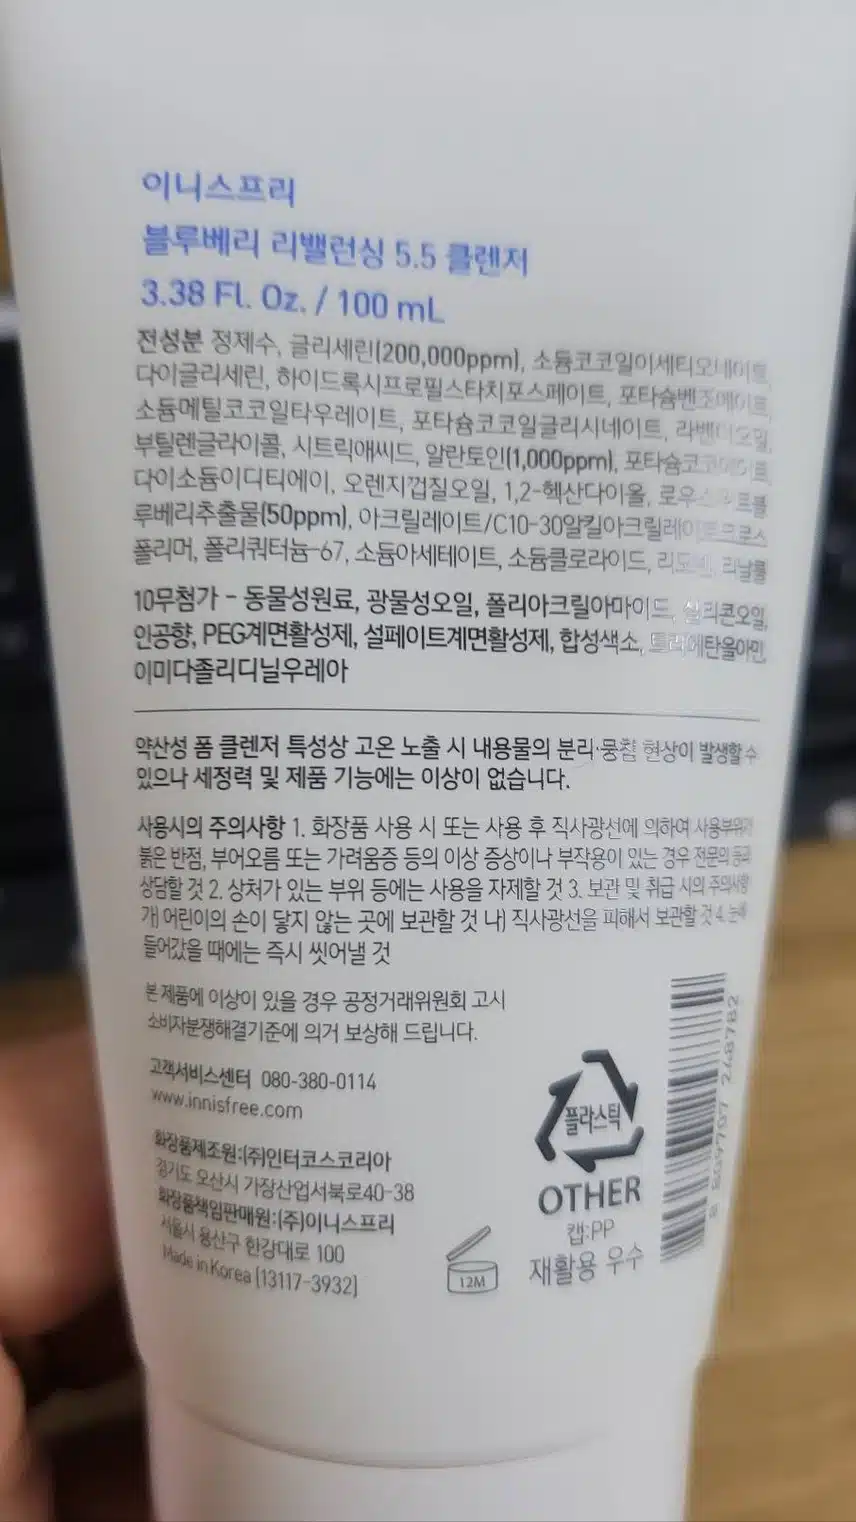 이니스프리
블루베리 리밸런싱 5.5 클렌저
3.38 Fl. Oz. / 100 mL
전성분 정제수, 글리세린(200,000ppm), 소듐코코일이세티오네이트,
다이글리세린, 하이드록시프로필스타치포스페이트, 포타슘벤조에이트,
소듐메틸코코일타우레이트, 포타슘코코일글리시네이트, 라벤더오일,
부틸렌글라이콜, 시트릭애씨드, 알란토인(1,000ppm), 포타슘코코에이트,
다이소듐이디티에이, 오렌지껍질오일, 1,2-헥산다이올, 로우스위트블
루베리추출물(50ppm), 아크릴레이트/C10-30알킬아크릴레이트크로스
폴리머, 폴리쿼터늄-67, 소듐아세테이트, 소듐클로라이드, 리모넨, 리날룰
10무첨가 - 동물성원료, 광물성오일, 폴리아크릴아마이드, 실리콘오일,
인공향, PEG계면활성제, 설페이트계면활성제, 합성색소, 트리에탄올아민,
이미다졸리디닐우레아
약산성 폼 클렌저 특성상 고온 노출 시 내용물의 분리·뭉침 현상이 발생할 수
있으나 세정력 및 제품 기능에는 이상이 없습니다.
사용시의 주의사항 1. 화장품 사용 시 또는 사용 후 직사광선에 의하여 사용부위가
붉은 반점, 부어오름 또는 가려움증 등의 이상 증상이나 부작용이 있는 경우 전문의 등과
상담할 것 2. 상처가 있는 부위 등에는 사용을 자제할 것 3. 보관 및 취급 시의 주의사항
가) 어린이의 손이 닿지 않는 곳에 보관할 것 나) 직사광선을 피해서 보관할 것 4. 눈에
들어갔을 때에는 즉시 씻어낼 것
본 제품에 이상이 있을 경우 공정거래위원회 고시
소비자분쟁해결기준에 의거 보상해 드립니다.
고객서비스센터 080-380-0114
www.innisfree.com
화장품제조원:(주)인터코스코리아
경기도 오산시 가장산업서북로40-38
화장품책임판매원:(주)이니스프리
서울시 용산구 한강대로 100
Made in Korea (13117-3932)
12M
플라스틱
OTHER
캡:PP
재활용 우수
8 809707 248782